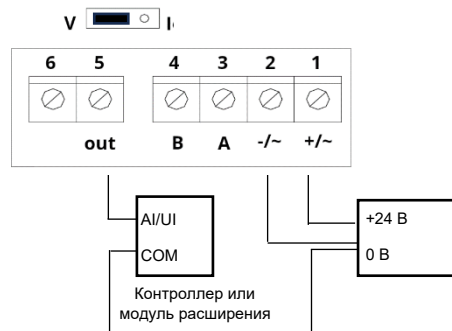 V I
6 5 4 3 2 1
out B A -/~ +/~
AI/UI
COM
+24 В
0 В
Контроллер или
модуль расширения